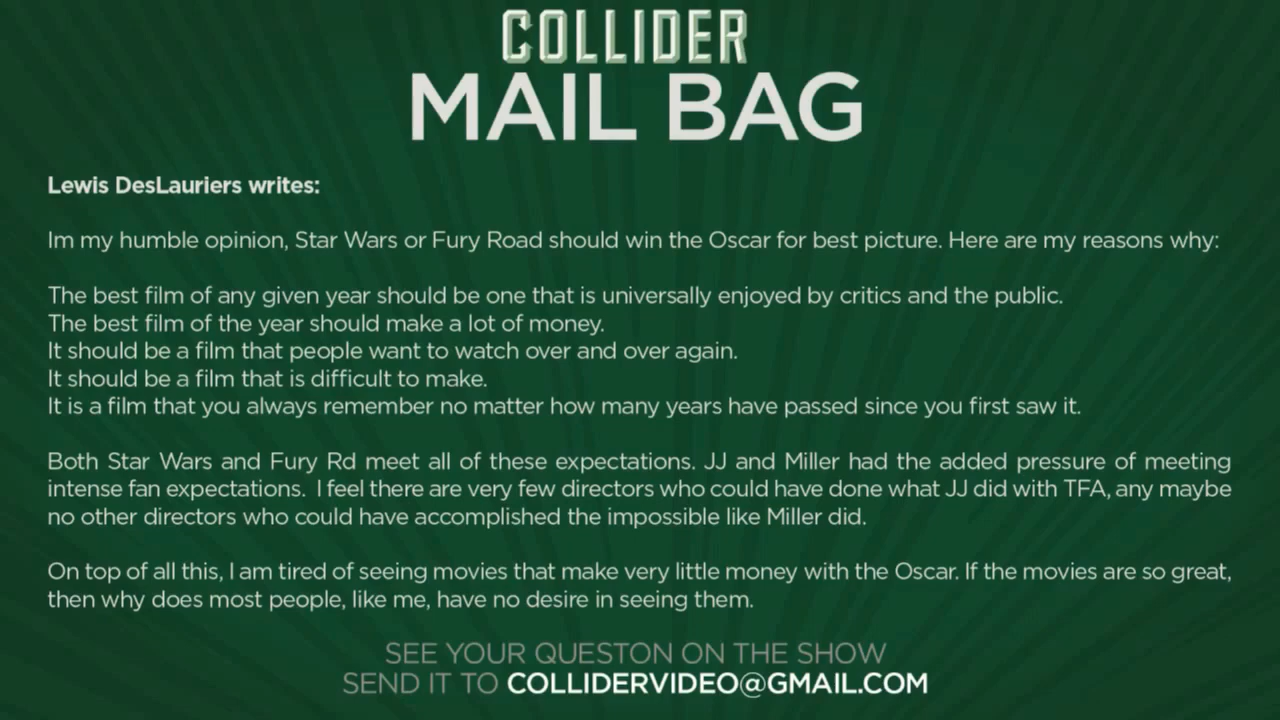 COLLIDER
MAIL BAG
Lewis DesLauriers writes:
Im my humble opinion, Star Wars or Fury Road should win the Oscar for best picture. Here are my reasons why:
The best film of any given year should be one that is universally enjoyed by critics and the public.
The best film of the year should make a lot of money.
It should be a film that people want to watch over and over again.
It should be a film that is difficult to make.
It is a film that you always remember no matter how many years have passed since you first saw it.
Both Star Wars and Fury Rd meet all of these expectations. JJ and Miller had the added pressure of meeting
intense fan expectations.  I feel there are very few directors who could have done what JJ did with TFA, any maybe
no other directors who could have accomplished the impossible like Miller did.
On top of all this, I am tired of seeing movies that make very little money with the Oscar. If the movies are so great,
then why does most people, like me, have no desire in seeing them.
SEE YOUR QUESTON ON THE SHOW
SEND IT TO COLLIDERVIDEO@GMAIL.COM